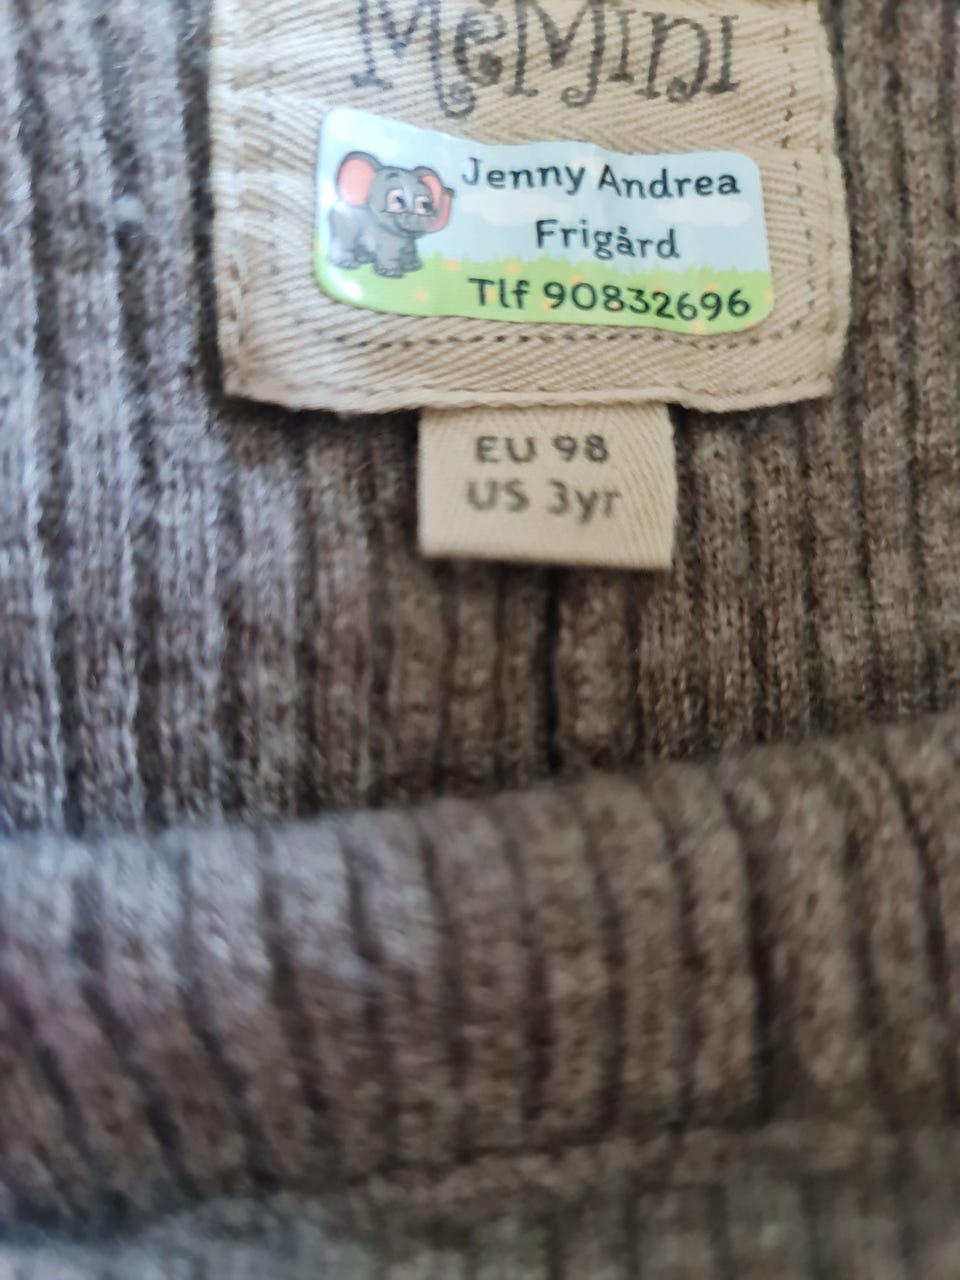 MeMini
Jenny Andrea
Frigård
Tlf 90832696
EU 98
US 3yr